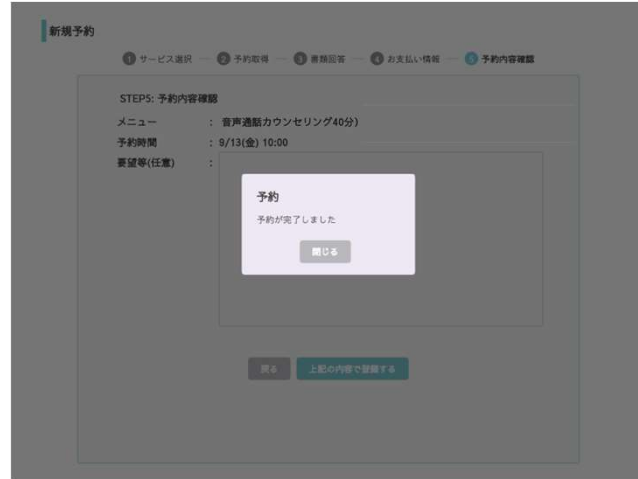 新規予約
1 サービス選択 2 予約取得 3 書類回答 4 お支払い情報 5 予約内容確認
STEP5: 予約内容確認
メニュー : 音声通話カウンセリング40分)
予約時間 : 9/13(金) 10:00
要望等(任意) :
予約
予約が完了しました
閉じる
戻る 上記の内容で登録する